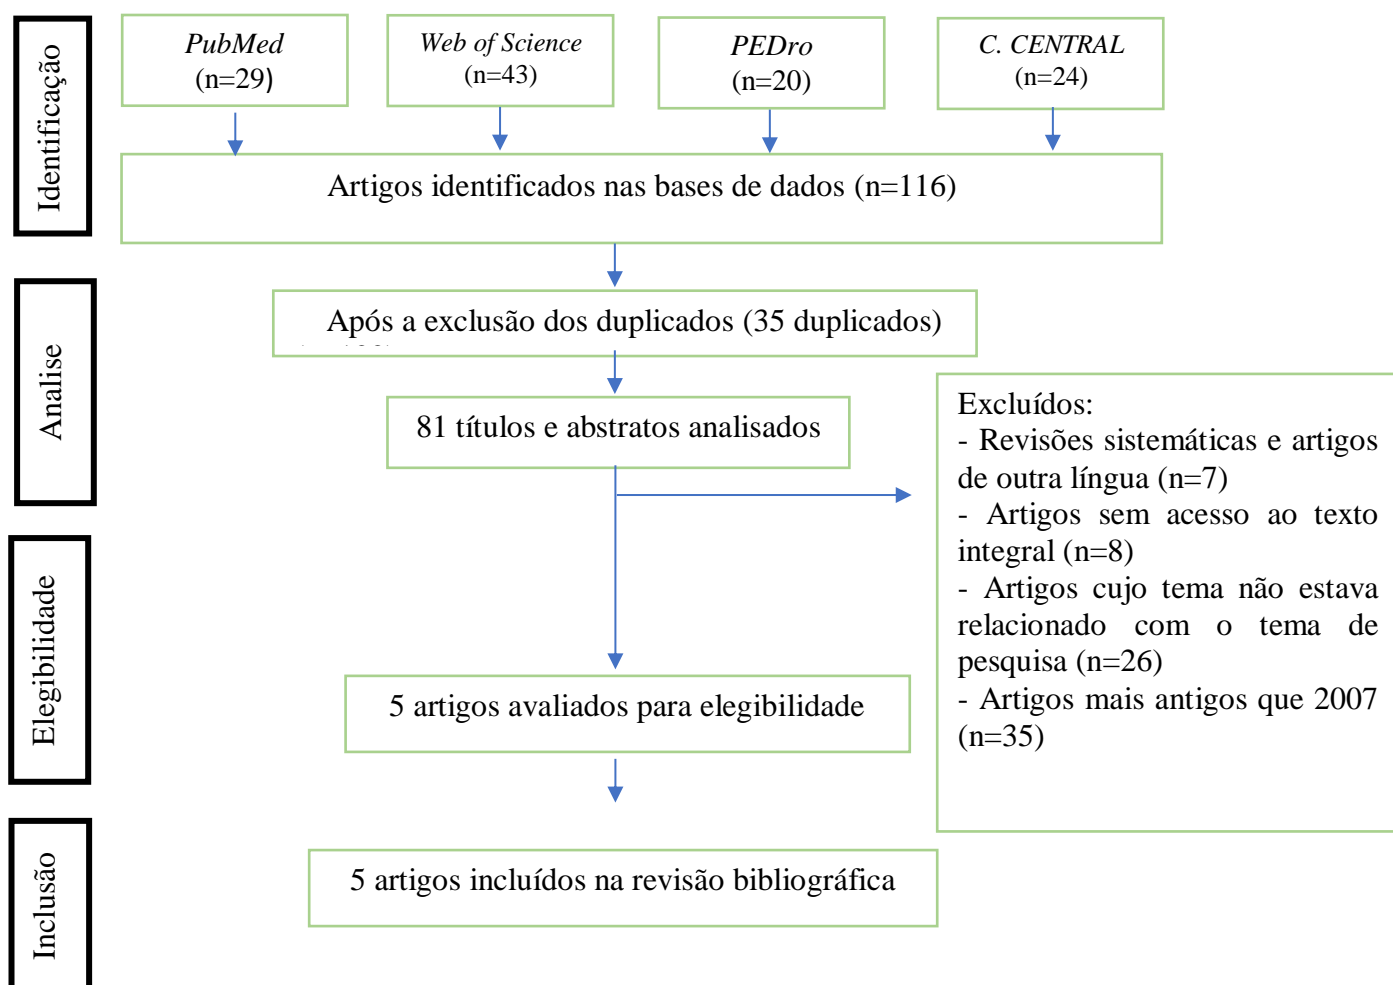 Identificação
PubMed
(n=29)
Web of Science
(n=43)
PEDro
(n=20)
C. CENTRAL
(n=24)
Artigos identificados nas bases de dados (n=116)
Analise
Após a exclusão dos duplicados (35 duplicados)
81 títulos e abstratos analisados
Excluídos:
- Revisões sistemáticas e artigos
de outra língua (n=7)
- Artigos sem acesso ao texto
integral (n=8)
- Artigos cujo tema não estava
relacionado com o tema de
pesquisa (n=26)
- Artigos mais antigos que 2007
(n=35)
Elegibilidade
5 artigos avaliados para elegibilidade
Inclusão
5 artigos incluídos na revisão bibliográfica